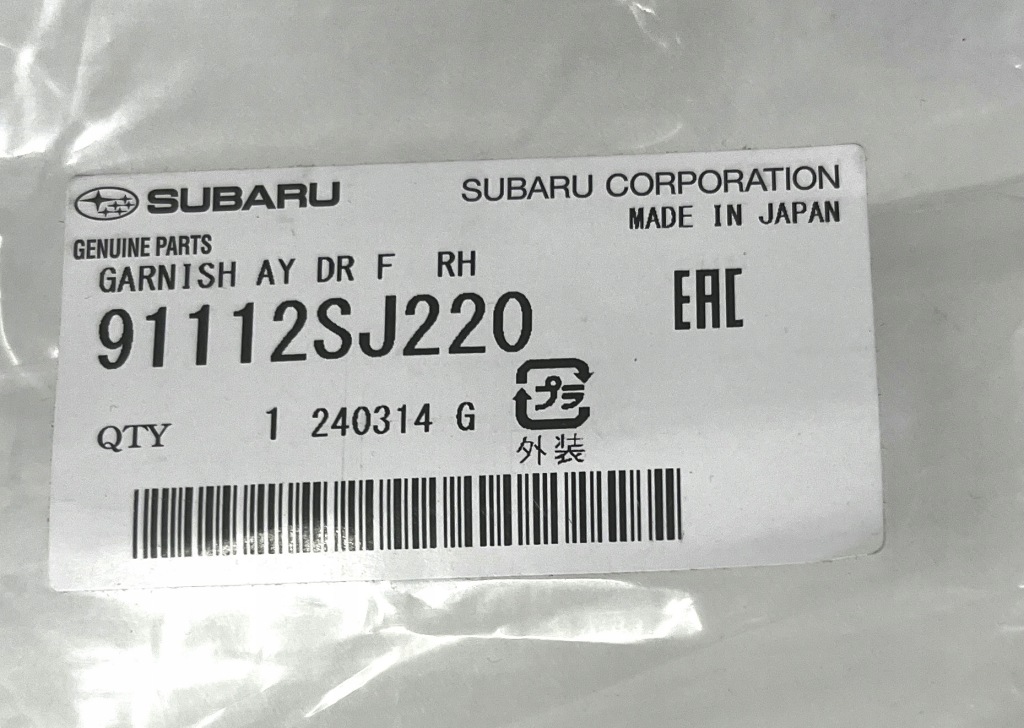 SUBARU
SUBARU CORPORATION
MADE IN JAPAN
GENUINE PARTS
GARNISH AY DR F RH
91112SJ220
EAC
プラ
QTY 1 240314 G
外装